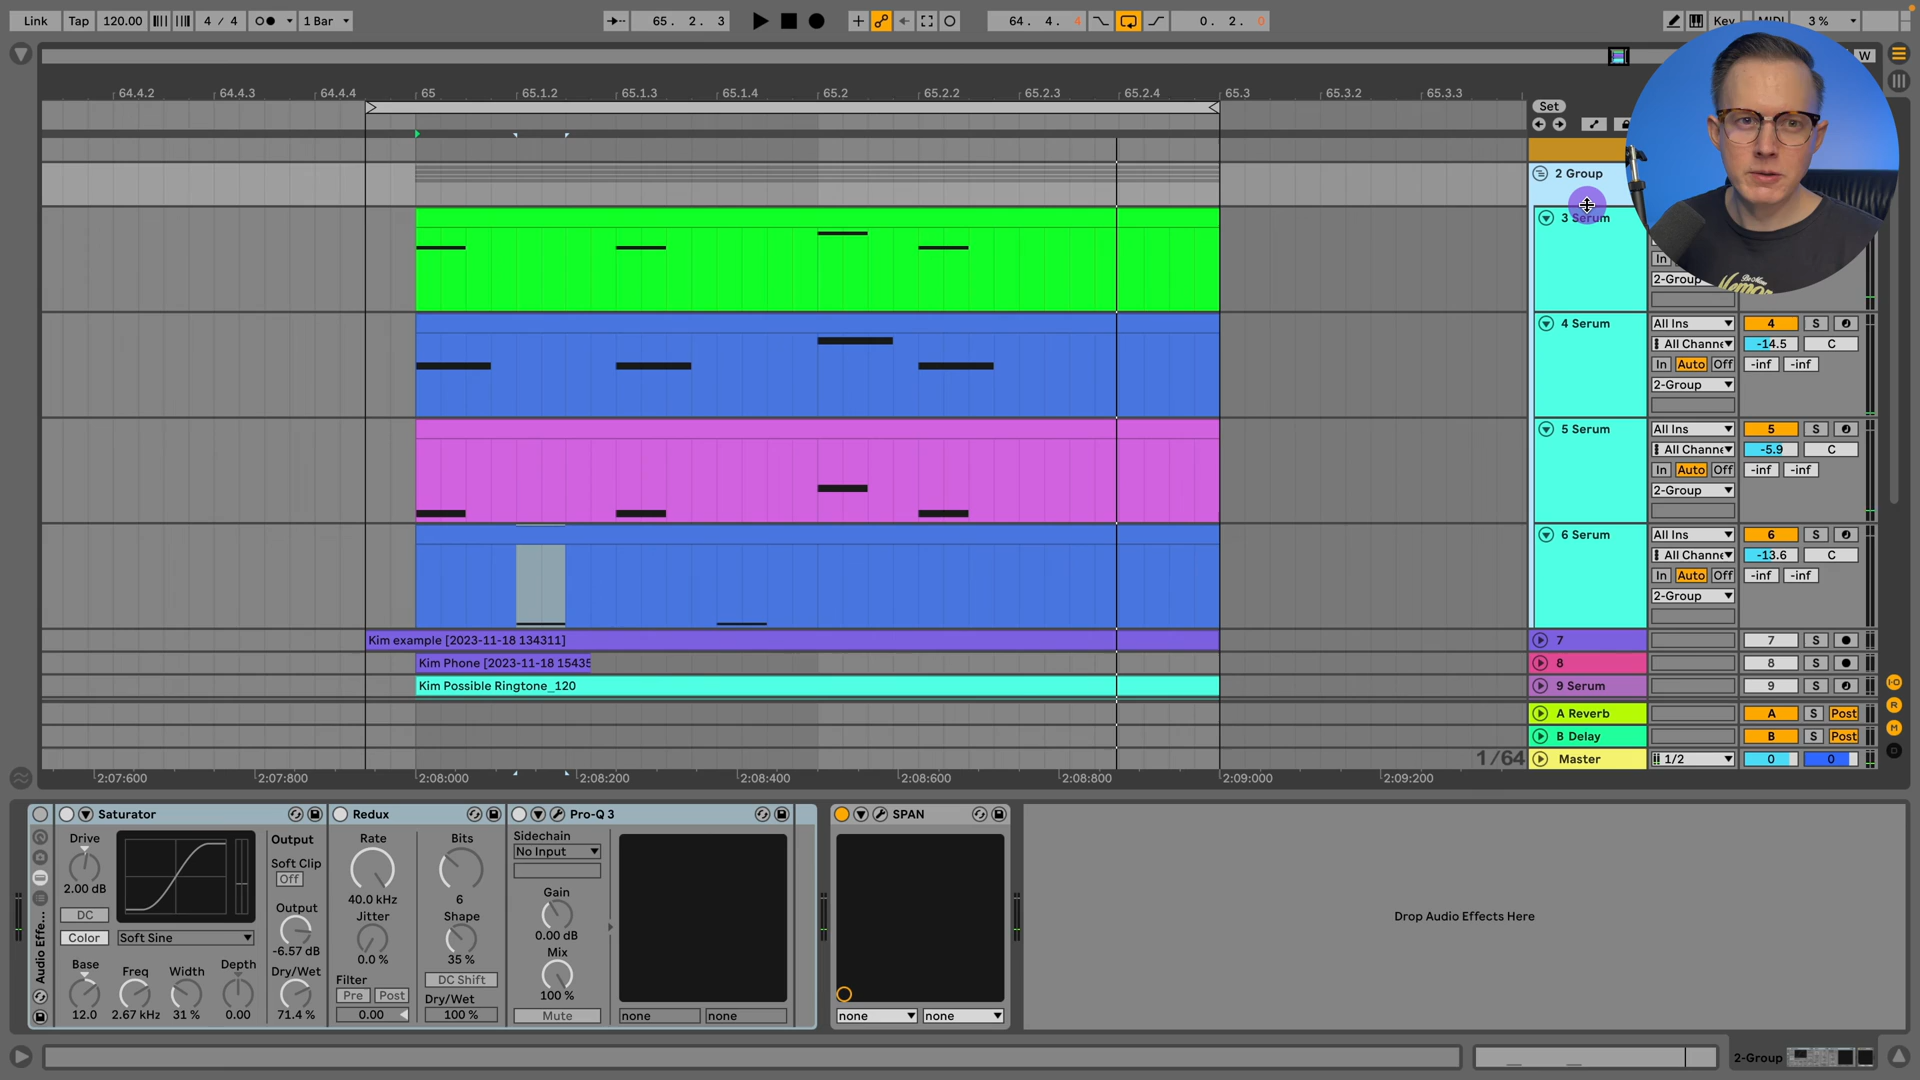 Link Tap 120.00 4 / 4 1 Bar 65. 2. 3 64. 4. 4 0. 2. 0 Key MIDI 3 %
W
64.4.2 64.4.3 64.4.4 65 65.1.2 65.1.3 65.1.4 65.2 65.2.2 65.2.3 65.2.4 65.3 65.3.2 65.3.3
Set
2 Group
3 Serum
In
2-Group
4 Serum All Ins 4 S
All Channe -14.5 C
In Auto Off -inf -inf
2-Group
5 Serum All Ins 5 S
All Channe -5.9 C
In Auto Off -inf -inf
2-Group
6 Serum All Ins 6 S
All Channe -13.6 C
In Auto Off -inf -inf
2-Group
Kim example [2023-11-18 134311] 7 7 S
Kim Phone [2023-11-18 15435 8 8 S
Kim Possible Ringtone_120 9 Serum 9 S
A Reverb A S Post
B Delay B S Post
1/64 Master 1/2 0 0
2:07:600 2:07:800 2:08:000 2:08:200 2:08:400 2:08:600 2:08:800 2:09:000 2:09:200
I·O
R
M
D
Audio Effe...
Saturator
Drive
2.00 dB
DC
Color
Soft Sine
Output
Soft Clip
Off
Output
-6.57 dB
Base Freq Width Depth Dry/Wet
12.0 2.67 kHz 31 % 0.00 71.4 %
Redux
Rate Bits
40.0 kHz 6
Jitter Shape
0.0 % 35 %
Filter DC Shift
Pre Post Dry/Wet
0.00 100 %
Pro-Q 3
Sidechain
No Input
Gain
0.00 dB
Mix
100 %
Mute none none
SPAN
none none
Drop Audio Effects Here
2-Group